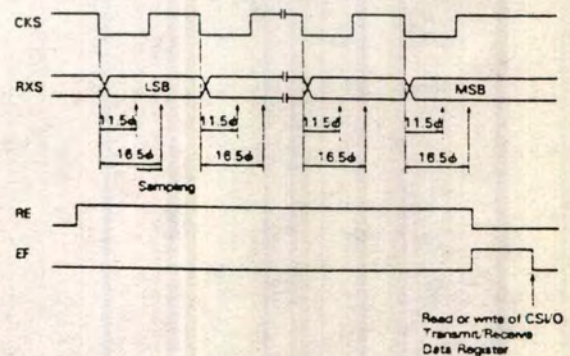 CKS
RXS
LSB
MSB
11.5ϕ 11.5ϕ 11.5ϕ 11.5ϕ
16.5ϕ 16.5ϕ 16.5ϕ 16.5ϕ
Sampling
RE
EF
Read or write of CSI/O
Transmit/Receive
Data Register